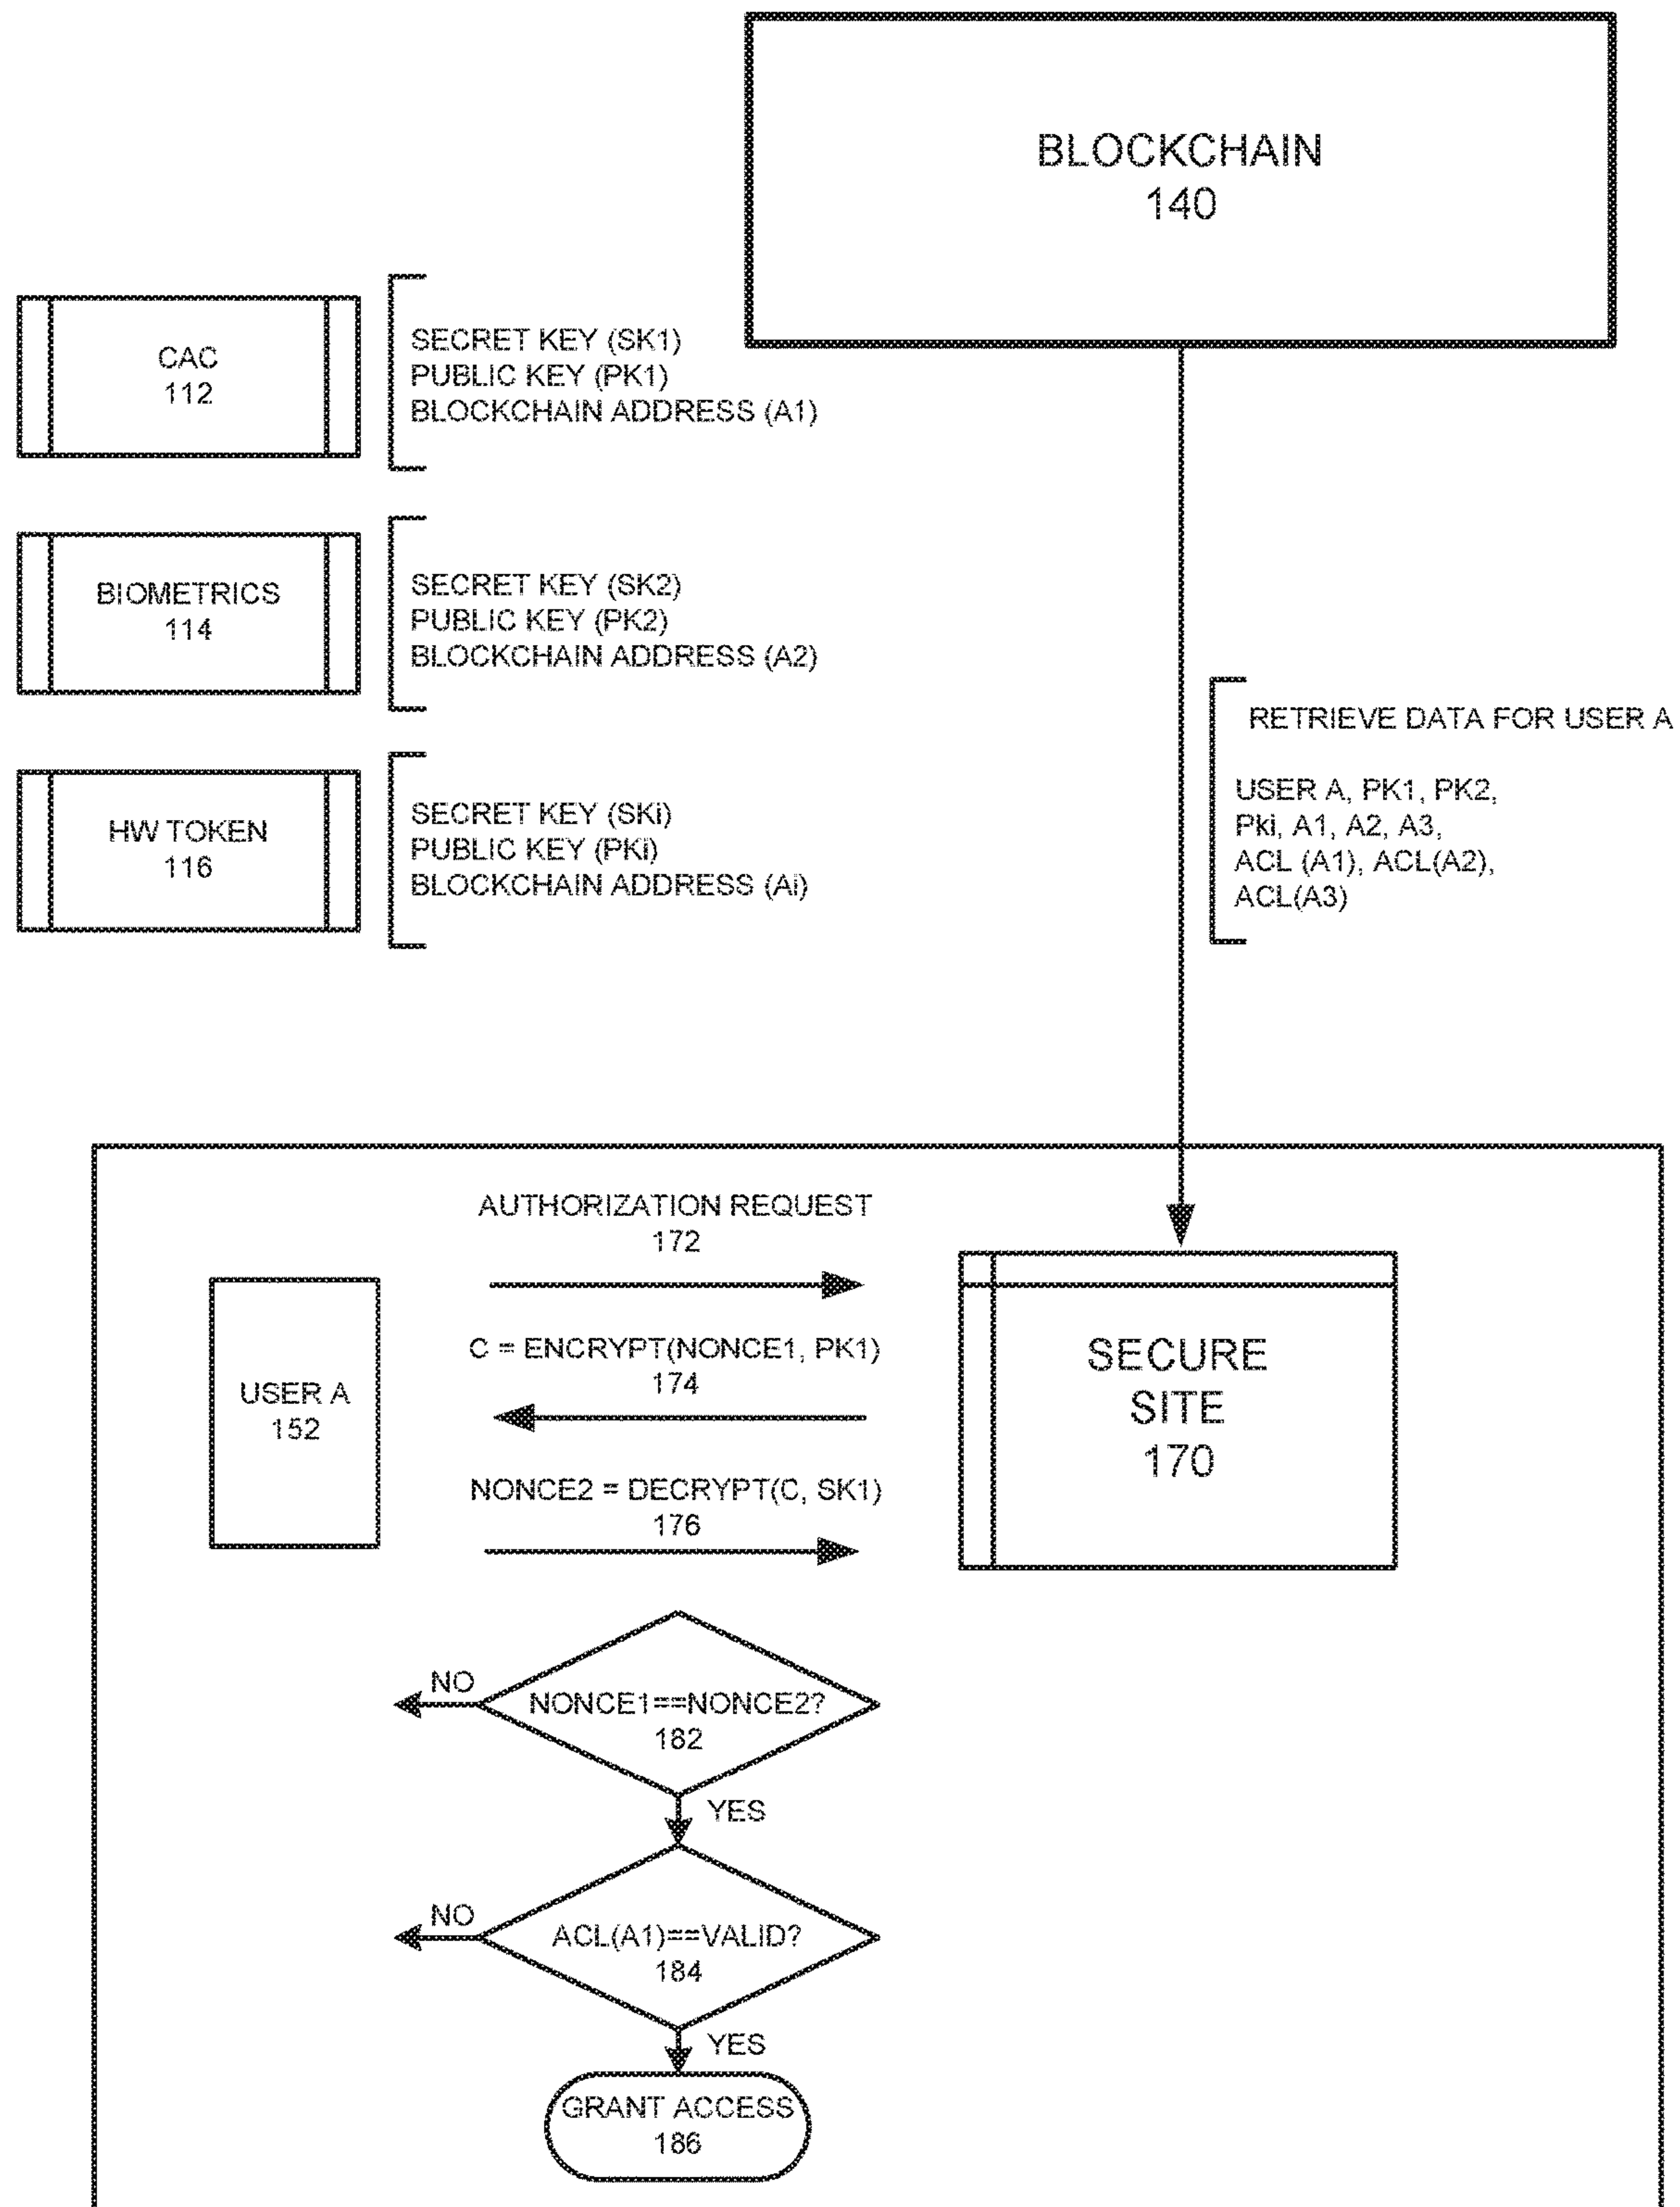 BLOCKCHAIN
140
CAC
112
SECRET KEY (SK1)
PUBLIC KEY (PK1)
BLOCKCHAIN ADDRESS (A1)
BIOMETRICS
114
SECRET KEY (SK2)
PUBLIC KEY (PK2)
BLOCKCHAIN ADDRESS (A2)
HW TOKEN
116
SECRET KEY (SKi)
PUBLIC KEY (PKi)
BLOCKCHAIN ADDRESS (Ai)
RETRIEVE DATA FOR USER A
USER A, PK1, PK2,
Pki, A1, A2, A3,
ACL (A1), ACL(A2),
ACL(A3)
AUTHORIZATION REQUEST
172
C = ENCRYPT(NONCE1, PK1)
174
NONCE2 = DECRYPT(C, SK1)
176
USER A
152
SECURE
SITE
170
NO
NONCE1==NONCE2?
182
YES
NO
ACL(A1)==VALID?
184
YES
GRANT ACCESS
186